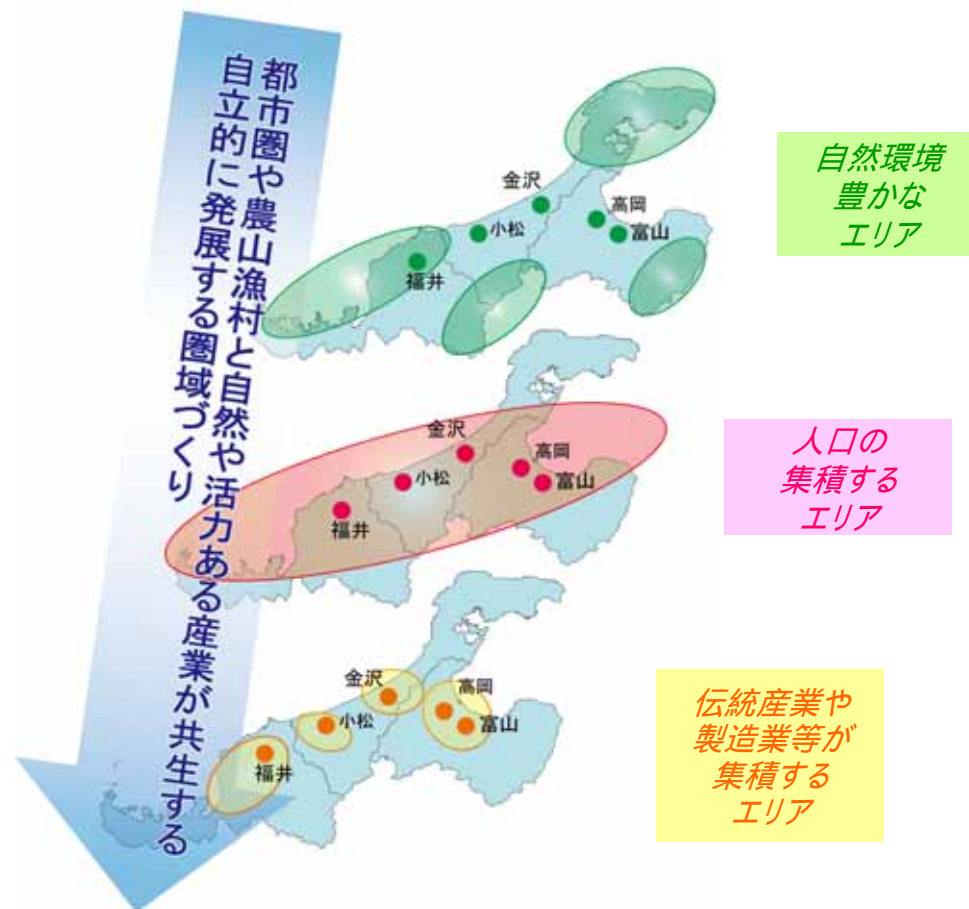 都市圏や農山漁村と自然や活力ある産業が共生する
自立的に発展する圏域づくり
金沢
高岡
小松
富山
福井
自然環境
豊かな
エリア
金沢
高岡
小松
富山
福井
人口の
集積する
エリア
金沢
高岡
小松
富山
福井
伝統産業や
製造業等が
集積する
エリア